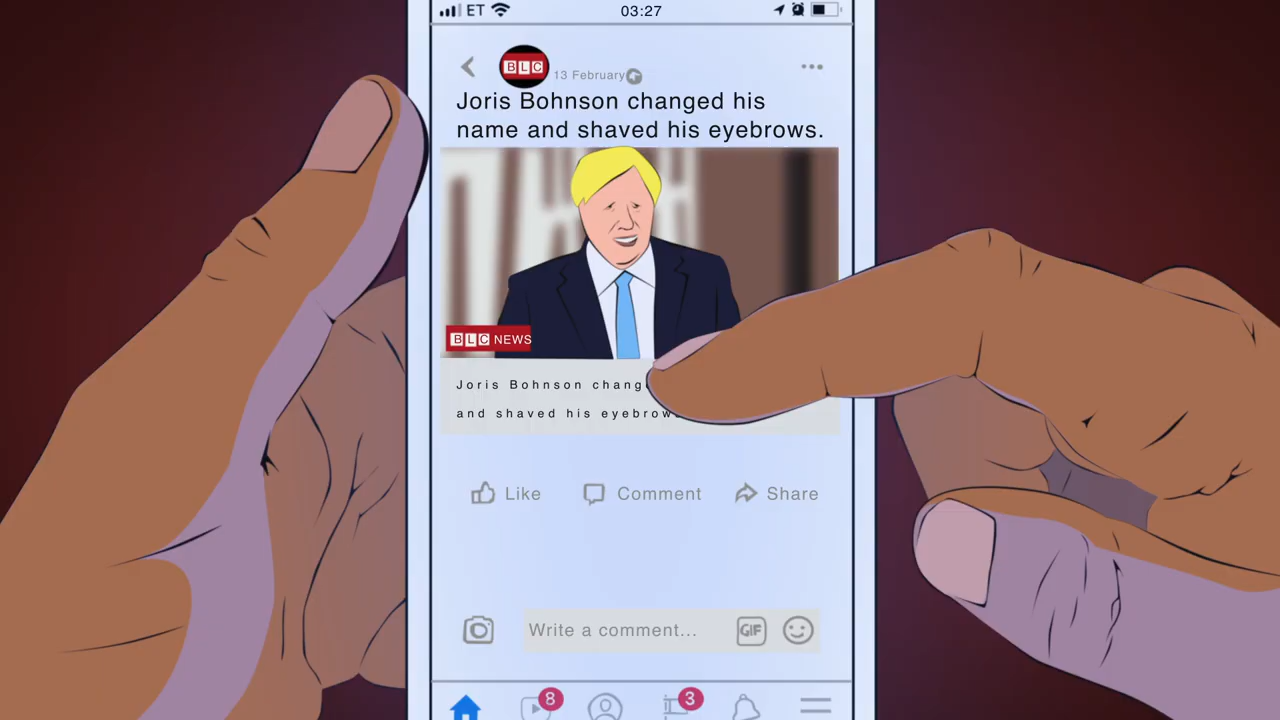 ET
03:27
BLC
13 February
Joris Bohnson changed his
name and shaved his eyebrows.
BLC NEWS
Joris Bohnson chang
and shaved his eyebrow
Like
Comment
Share
Write a comment...
GIF
8
3